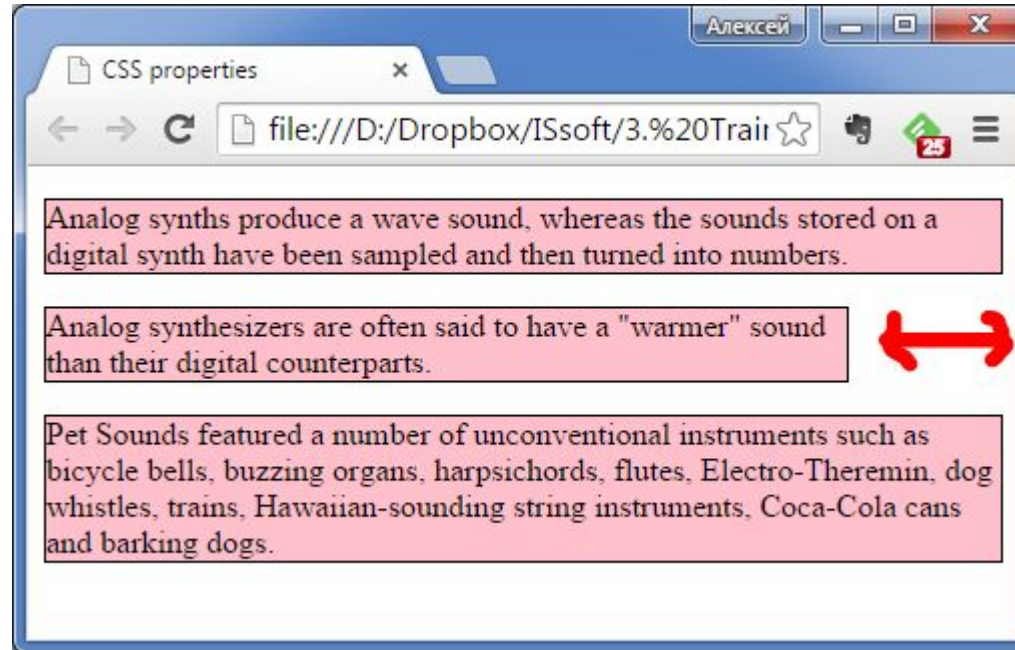 Алексей
CSS properties
file:///D:/Dropbox/ISsoft/3.%20Train
25
Analog synths produce a wave sound, whereas the sounds stored on a
digital synth have been sampled and then turned into numbers.
Analog synthesizers are often said to have a "warmer" sound
than their digital counterparts.
Pet Sounds featured a number of unconventional instruments such as
bicycle bells, buzzing organs, harpsichords, flutes, Electro-Theremin, dog
whistles, trains, Hawaiian-sounding string instruments, Coca-Cola cans
and barking dogs.